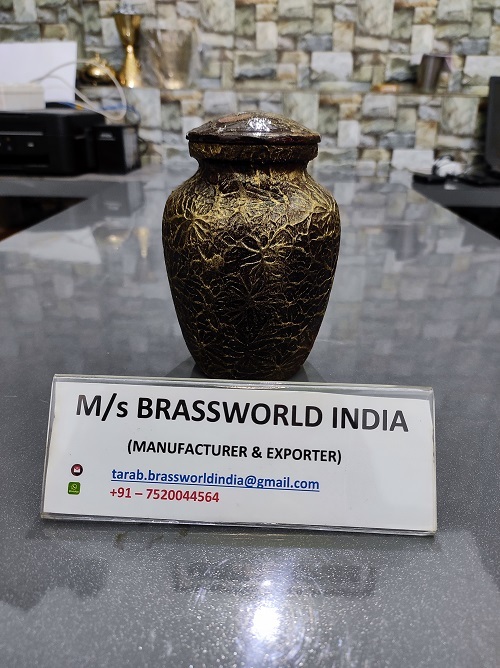 M/s BRASSWORLD INDIA
(MANUFACTURER & EXPORTER)
tarab.brassworldindia@gmail.com
+91 – 7520044564